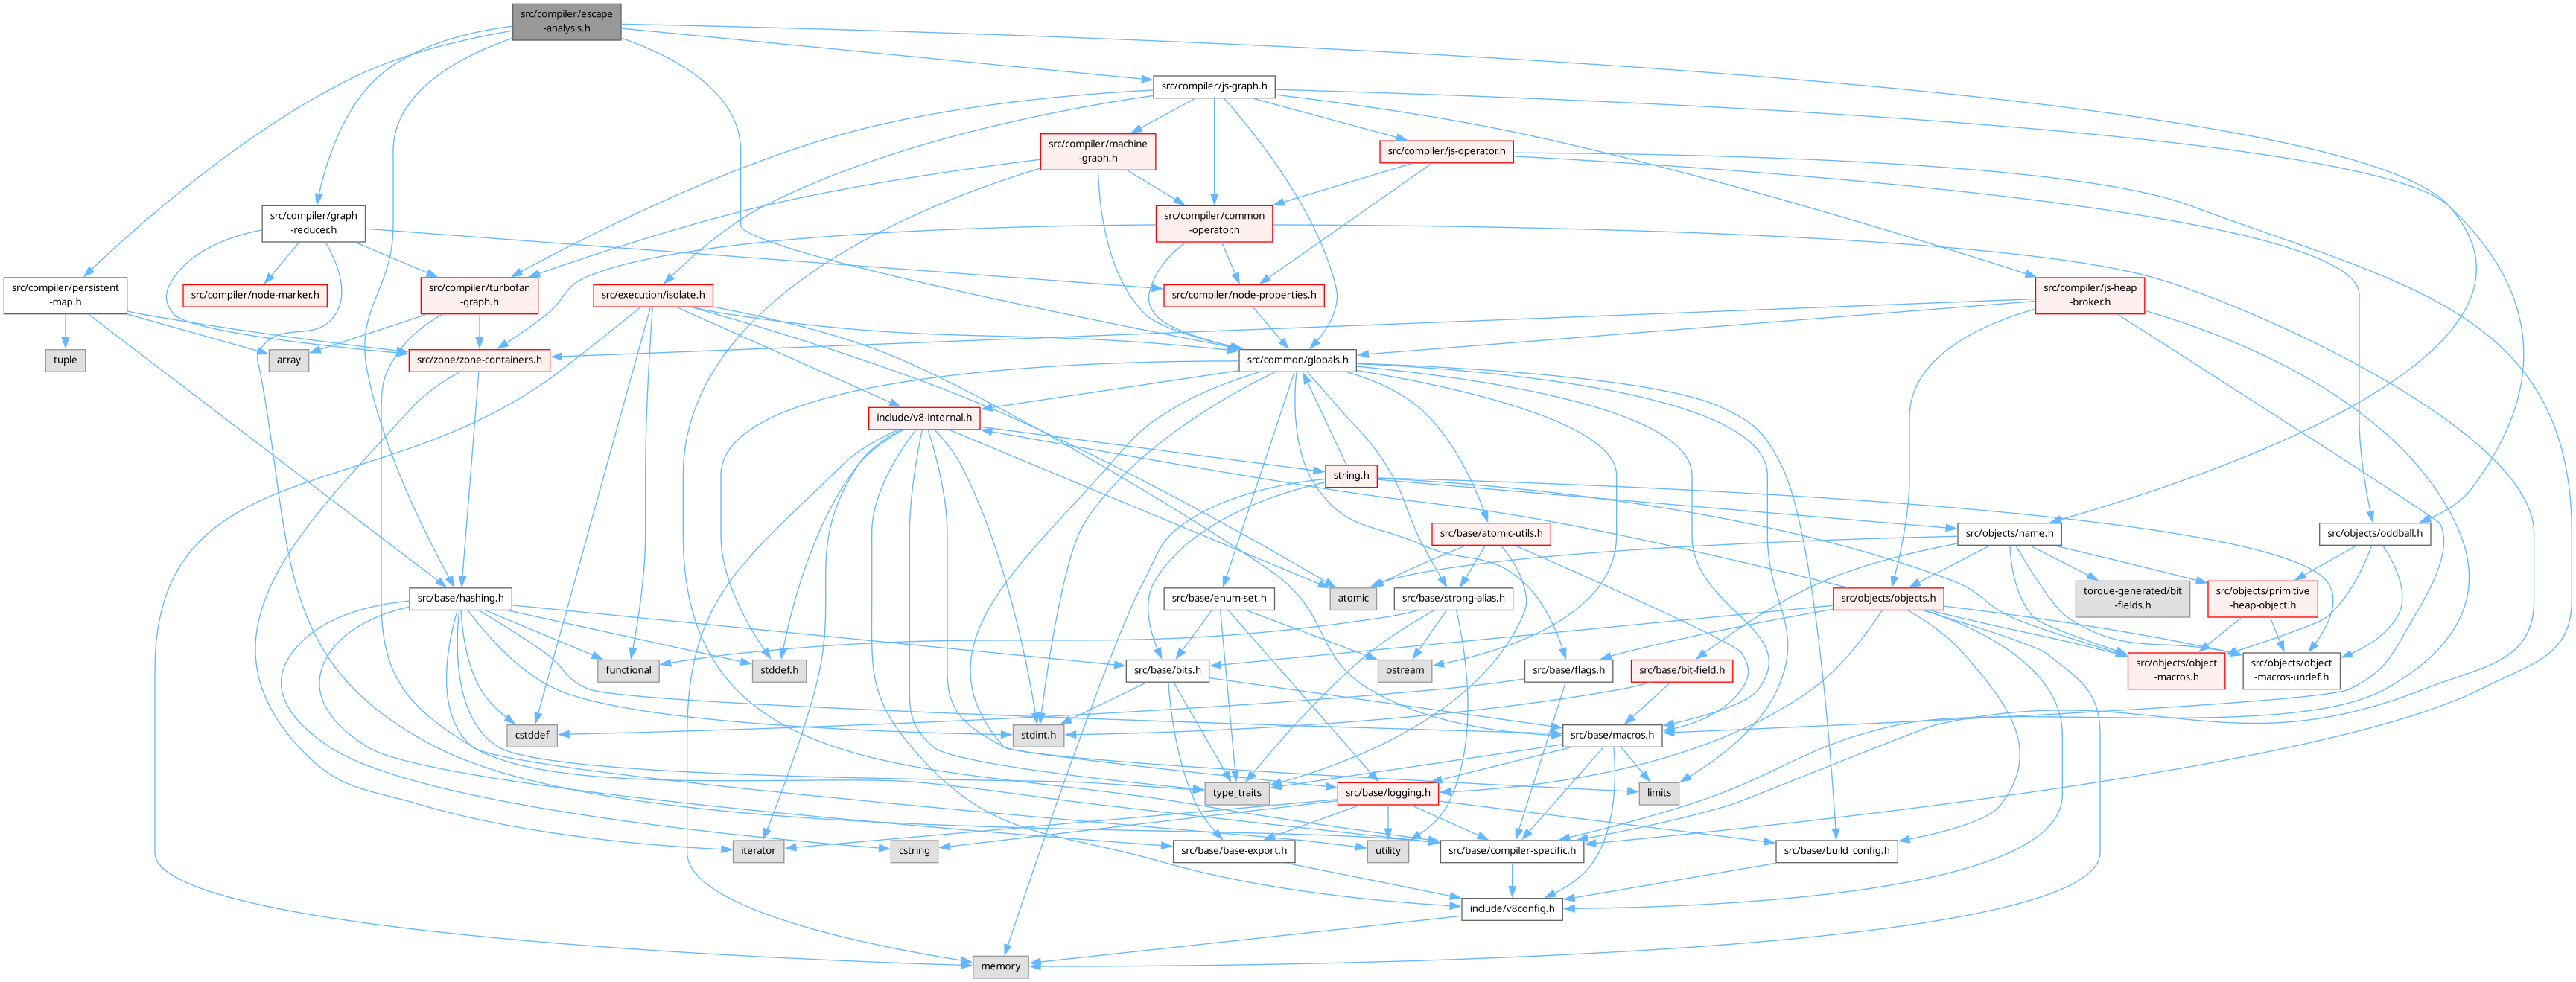 src/compiler/escape
-analysis.h
src/compiler/js-graph.h
src/compiler/machine
-graph.h
src/compiler/js-operator.h
src/compiler/graph
-reducer.h
src/compiler/common
-operator.h
src/compiler/persistent
-map.h
src/compiler/node-marker.h
src/compiler/turbofan
-graph.h
src/execution/isolate.h
src/compiler/node-properties.h
src/compiler/js-heap
-broker.h
tuple
array
src/zone/zone-containers.h
src/common/globals.h
include/v8-internal.h
string.h
src/base/atomic-utils.h
src/objects/name.h
src/objects/oddball.h
src/base/hashing.h
src/base/enum-set.h
atomic
src/base/strong-alias.h
src/objects/objects.h
torque-generated/bit
-fields.h
src/objects/primitive
-heap-object.h
functional
stddef.h
src/base/bits.h
ostream
src/base/flags.h
src/base/bit-field.h
src/objects/object
-macros.h
src/objects/object
-macros-undef.h
cstddef
stdint.h
src/base/macros.h
type_traits
src/base/logging.h
limits
iterator
cstring
src/base/base-export.h
utility
src/base/compiler-specific.h
src/base/build_config.h
include/v8config.h
memory